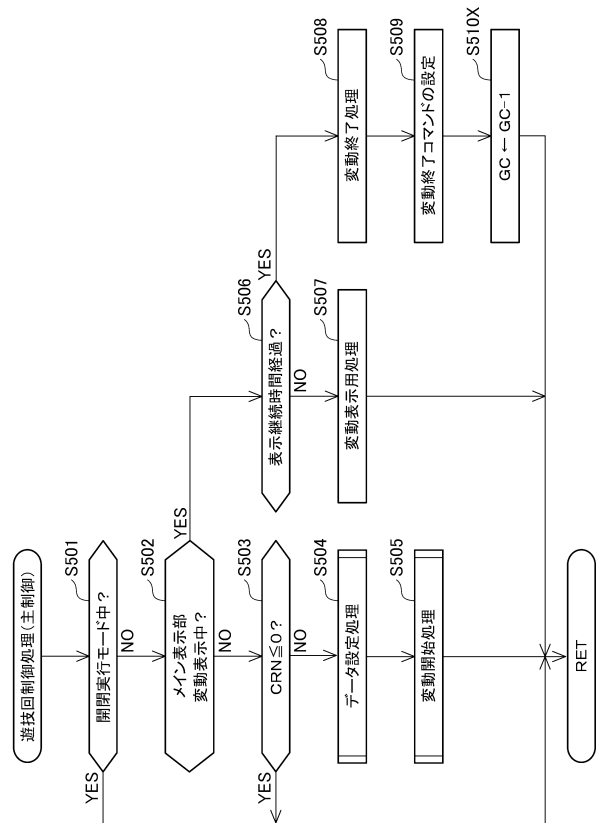 遊技回制御処理(主制御)
S501
開閉実行モード中?
YES
NO
S502
メイン表示部
変動表示中?
YES
NO
S503
CRN≦0?
YES
NO
S504
データ設定処理
S505
変動開始処理
S506
表示継続時間経過?
YES
NO
S507
変動表示用処理
S508
変動終了処理
S509
変動終了コマンドの設定
S510X
GC ← GC-1
RET